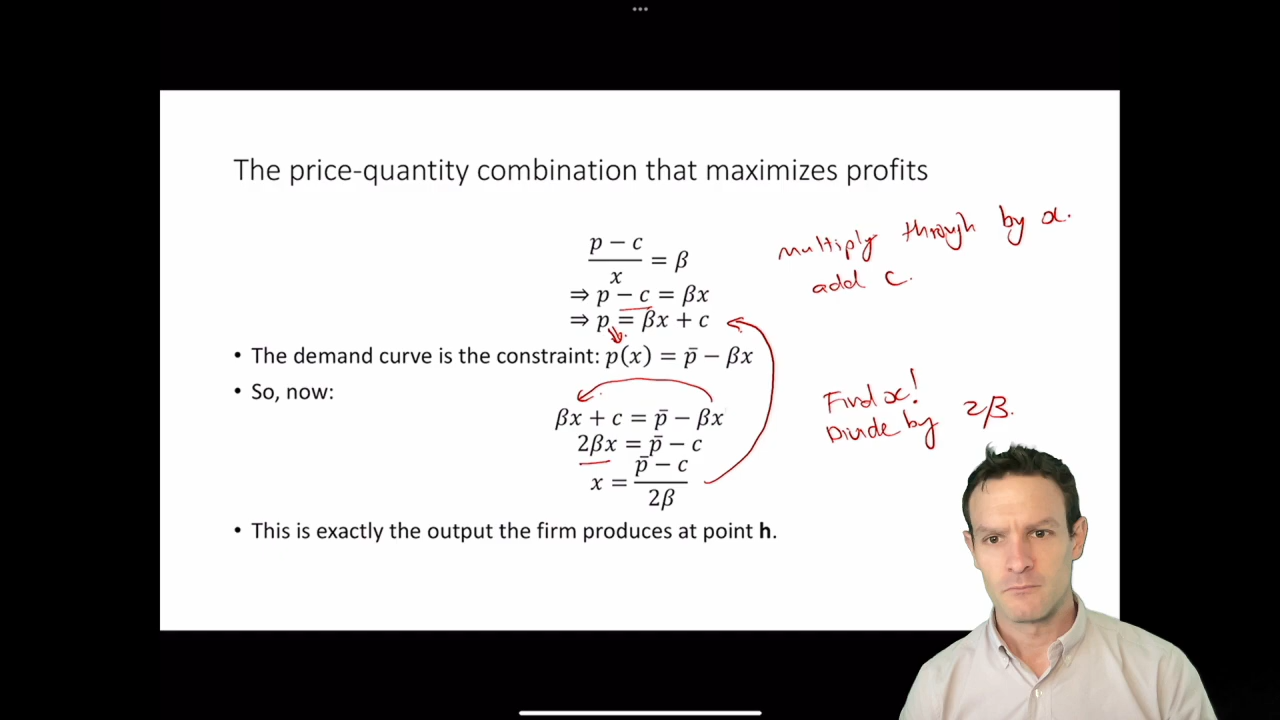 The price-quantity combination that maximizes profits
multiply through by x.
(p − c)/x = β
add c.
⇒ p − c = βx
⇒ p = βx + c
• The demand curve is the constraint: p(x) = p̄ − βx
• So, now:
Find x!
βx + c = p̄ − βx
Divide by 2β.
2βx = p̄ − c
x = (p̄ − c)/2β
• This is exactly the output the firm produces at point h.